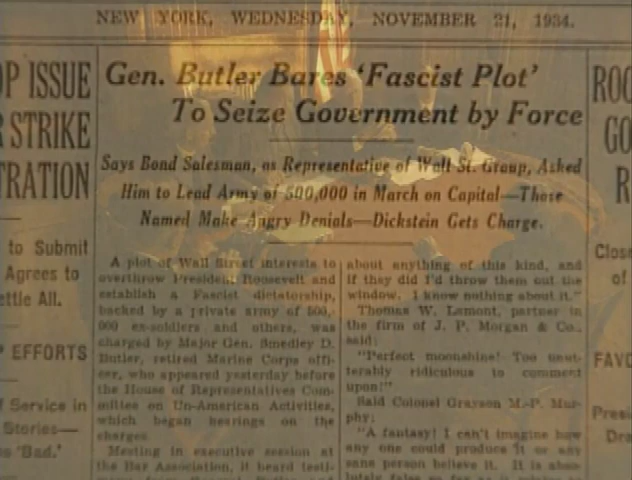 NEW YORK, WEDNESDAY, NOVEMBER 21, 1934.
OP ISSUE
STRIKE
TRATION
to Submit
Agrees to
ettle All.
EFFORTS
f Service in
Stories—
s 'Bad.'
Gen. Butler Bares 'Fascist Plot'
To Seize Government by Force
Says Bond Salesman, as Representative of Wall St. Group, Asked
Him to Lead Army of 500,000 in March on Capital—Those
Named Make Angry Denials—Dickstein Gets Charge.
A plot of Wall Street interests to
overthrow President Roosevelt and
establish a Fascist dictatorship,
backed by a private army of 500,-
000 ex-soldiers and others, was
charged by Major Gen. Smedley D.
Butler, retired Marine Corps offi-
cer, who appeared yesterday before
the House of Representatives Com-
mittee on Un-American Activities,
which began hearings on the
charges.
Meeting in executive session at
the Bar Association, it heard testi-
about anything of this kind, and
if they did I'd throw them out the
window. I know nothing about it."
Thomas W. Lamont, partner in
the firm of J. P. Morgan & Co.,
said:
"Perfect moonshine! Too unut-
terably ridiculous to comment
upon!"
Said Colonel Grayson M.-P. Mur-
phy:
"A fantasy! I can't imagine how
any one could produce it or any
sane person believe it. It is abso-
ROO
GO
R
Close
of
FAVO
Presi
Dra